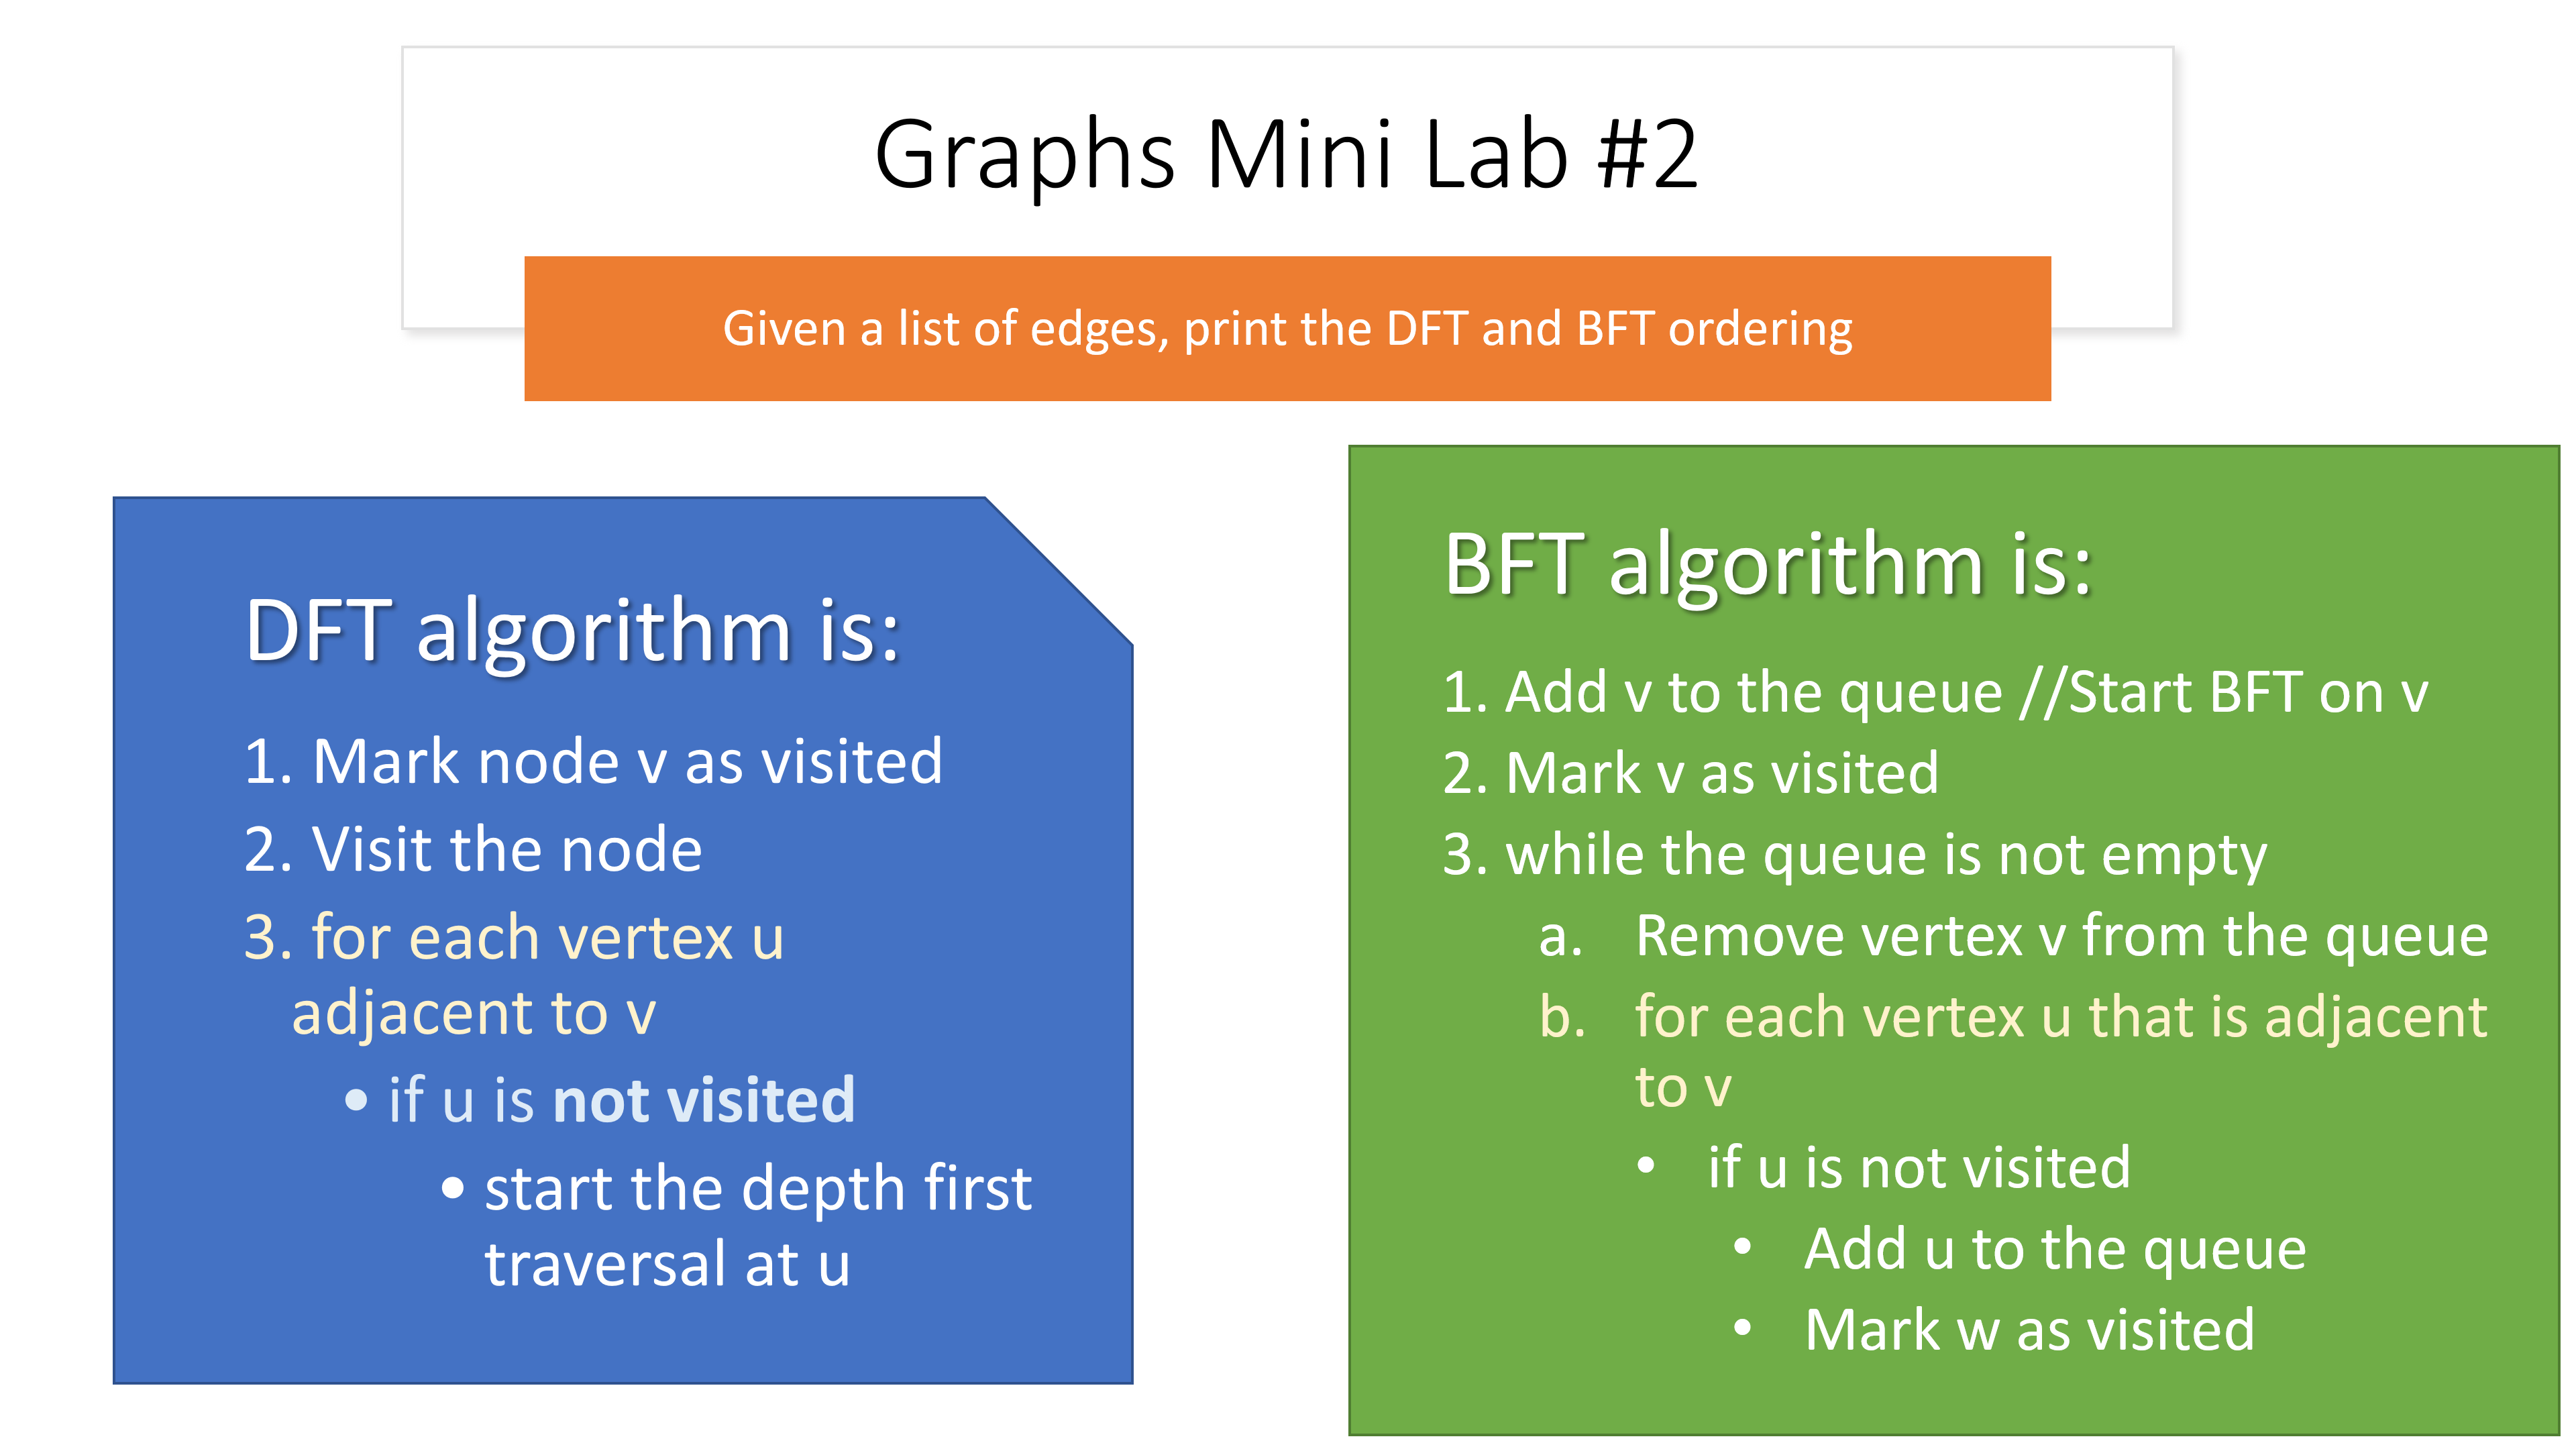 Graphs Mini Lab #2
Given a list of edges, print the DFT and BFT ordering
DFT algorithm is:
1. Mark node v as visited
2. Visit the node
3. for each vertex u
adjacent to v
• if u is not visited
• start the depth first
traversal at u
BFT algorithm is:
1. Add v to the queue //Start BFT on v
2. Mark v as visited
3. while the queue is not empty
a. Remove vertex v from the queue
b. for each vertex u that is adjacent
to v
• if u is not visited
• Add u to the queue
• Mark w as visited